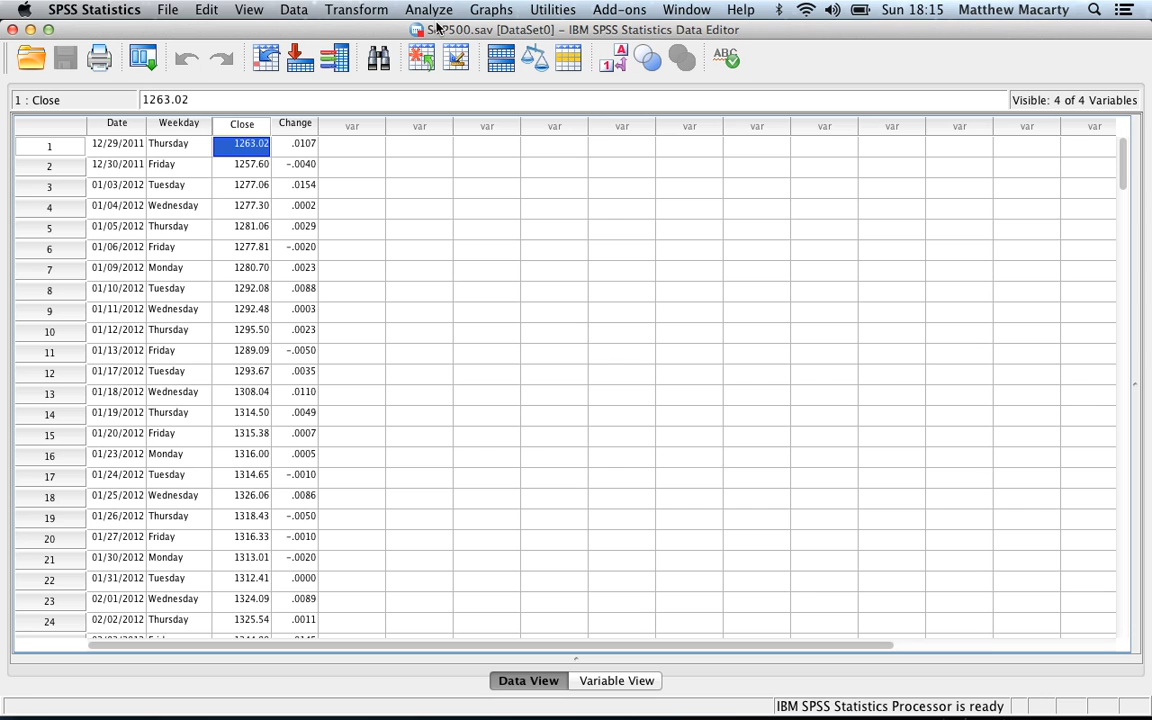 SPSS Statistics File Edit View Data Transform Analyze Graphs Utilities Add-ons Window Help Sun 18:15 Matthew Macarty
P500.sav [DataSet0] – IBM SPSS Statistics Data Editor
A
1 14
ABC
1 : Close 1263.02 Visible: 4 of 4 Variables
Date Weekday Close Change var var var var var var var var var var var var
1 12/29/2011 Thursday 1263.02 .0107
2 12/30/2011 Friday 1257.60 -.0040
3 01/03/2012 Tuesday 1277.06 .0154
4 01/04/2012 Wednesday 1277.30 .0002
5 01/05/2012 Thursday 1281.06 .0029
6 01/06/2012 Friday 1277.81 -.0020
7 01/09/2012 Monday 1280.70 .0023
8 01/10/2012 Tuesday 1292.08 .0088
9 01/11/2012 Wednesday 1292.48 .0003
10 01/12/2012 Thursday 1295.50 .0023
11 01/13/2012 Friday 1289.09 -.0050
12 01/17/2012 Tuesday 1293.67 .0035
13 01/18/2012 Wednesday 1308.04 .0110
14 01/19/2012 Thursday 1314.50 .0049
15 01/20/2012 Friday 1315.38 .0007
16 01/23/2012 Monday 1316.00 .0005
17 01/24/2012 Tuesday 1314.65 -.0010
18 01/25/2012 Wednesday 1326.06 .0086
19 01/26/2012 Thursday 1318.43 -.0050
20 01/27/2012 Friday 1316.33 -.0010
21 01/30/2012 Monday 1313.01 -.0020
22 01/31/2012 Tuesday 1312.41 .0000
23 02/01/2012 Wednesday 1324.09 .0089
24 02/02/2012 Thursday 1325.54 .0011
Data View Variable View
IBM SPSS Statistics Processor is ready